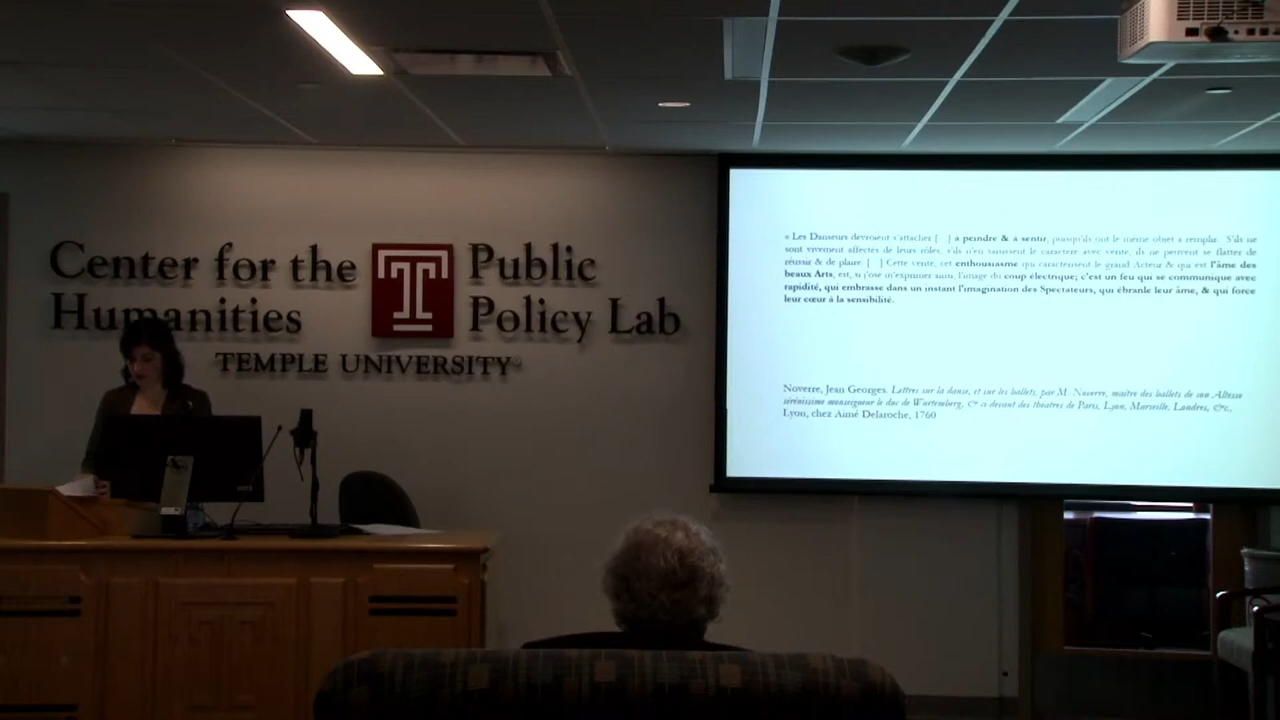 Center for the
Humanities
T
Public
Policy Lab
TEMPLE UNIVERSITY®
« Les Danseurs devroient s'attacher [ ] à peindre & à sentir, puisqu'ils ont le même objet à remplir. S'ils ne
sont vivement affectés de leurs rôles, s'ils n'en saisissent le caractère avec vérité, ils ne peuvent se flatter de
réussir & de plaire. [ ] Cette vérité, cet enthousiasme qui caractérisent le grand Acteur & qui est l'âme des
beaux Arts, est, si j'ose m'exprimer ainsi, l'image du coup électrique; c'est un feu qui se communique avec
rapidité, qui embrasse dans un instant l'imagination des Spectateurs, qui ébranle leur âme, & qui force
leur cœur à la sensibilité.
Noverre, Jean Georges. Lettres sur la danse, et sur les ballets, par M. Noverre, maître des ballets de son Altesse
sérénissime monseigneur le duc de Wurtemberg, & ci-devant des théâtres de Paris, Lyon, Marseille, Londres, &c.,
Lyon, chez Aimé Delaroche, 1760